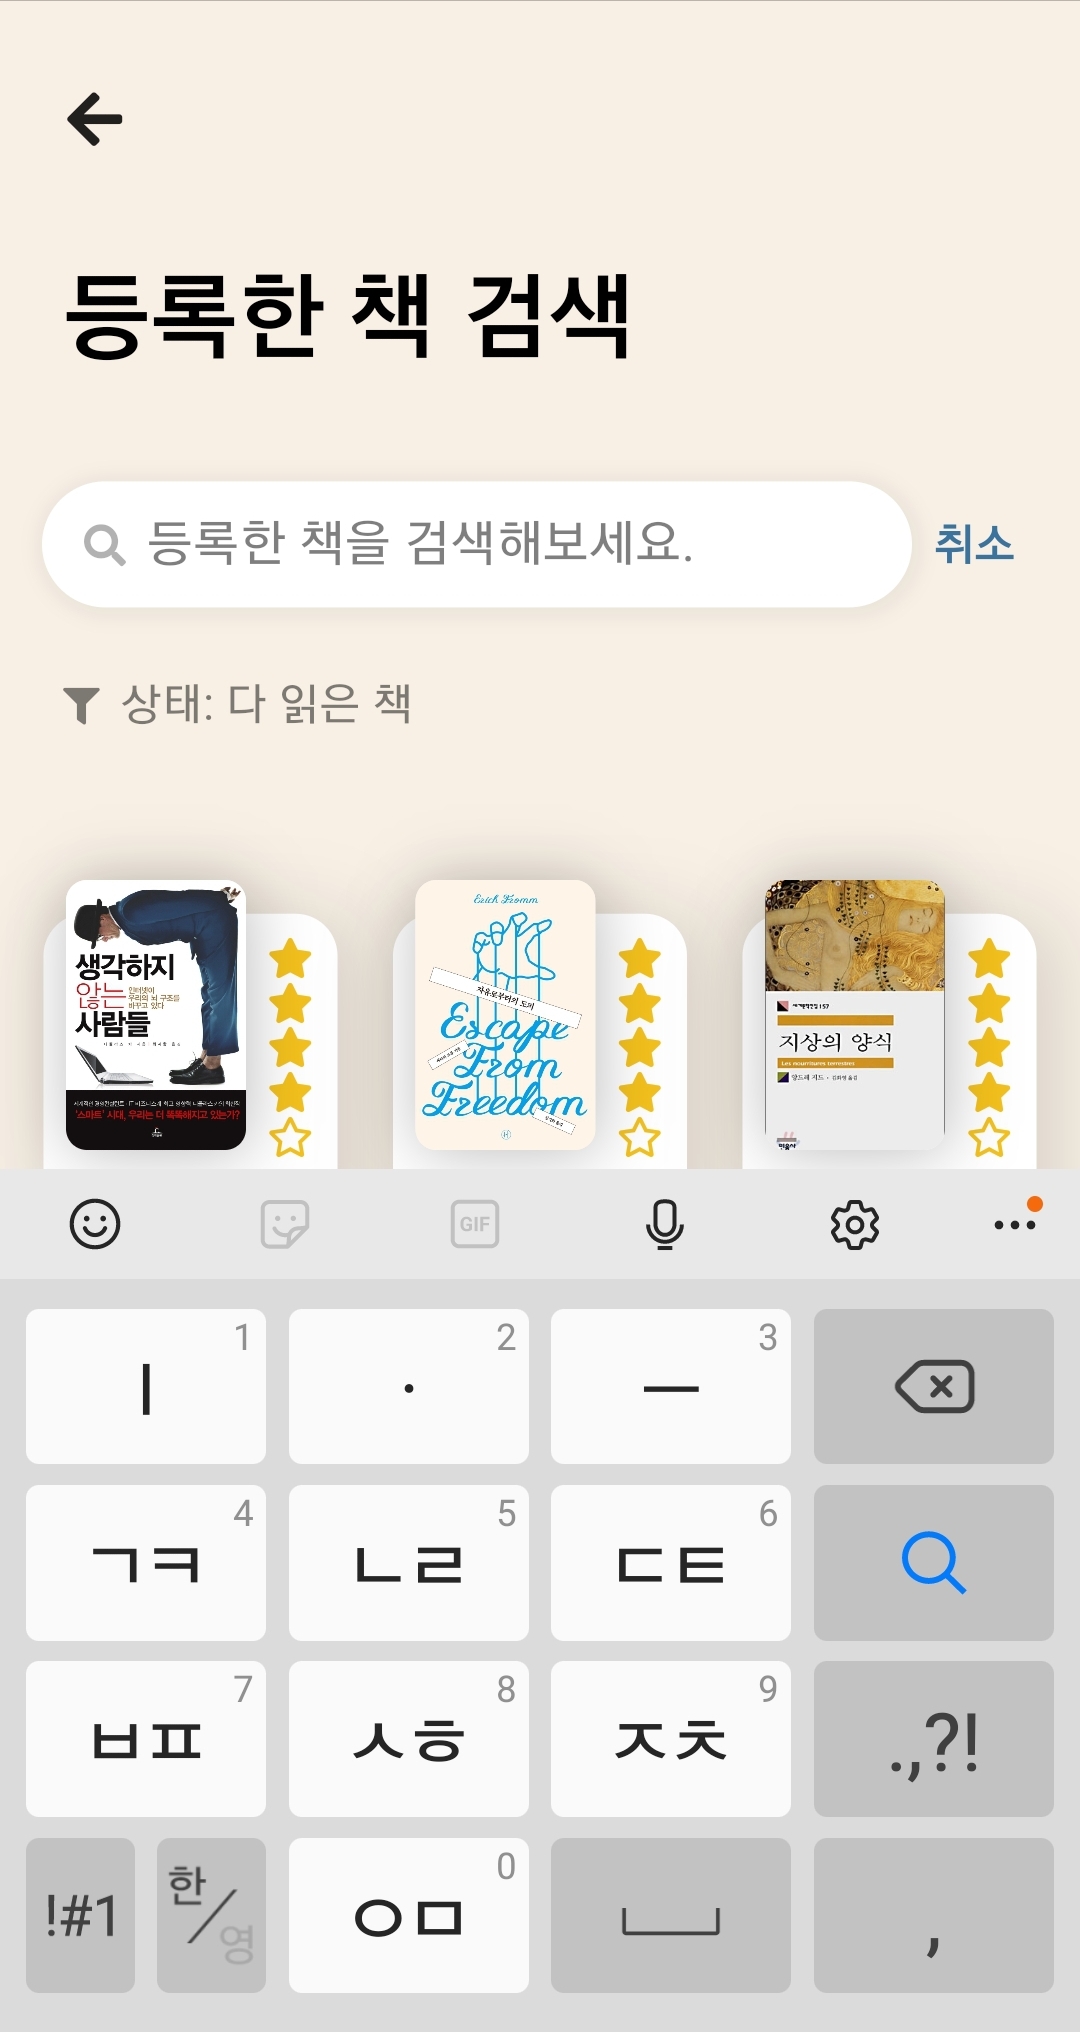 등록한 책 검색
등록한 책을 검색해보세요.
취소
상태: 다 읽은 책
생각하지
않는
인터넷이
우리의 뇌 구조를
바꾸고 있다
사람들
'스마트' 시대, 우리는 더 똑똑해지고 있는가?
Erich Fromm
자유로부터의 도피
Escape
From
Freedom
세계문학전집 157
지상의 양식
Les nourritures terrestres
앙드레 지드 · 김화영 옮김
민음사
GIF
1
ㅣ
2
·
3
ㅡ
4
ㄱㅋ
5
ㄴㄹ
6
ㄷㅌ
7
ㅂㅍ
8
ㅅㅎ
9
ㅈㅊ
.,?!
!#1
한/영
0
ㅇㅁ
,